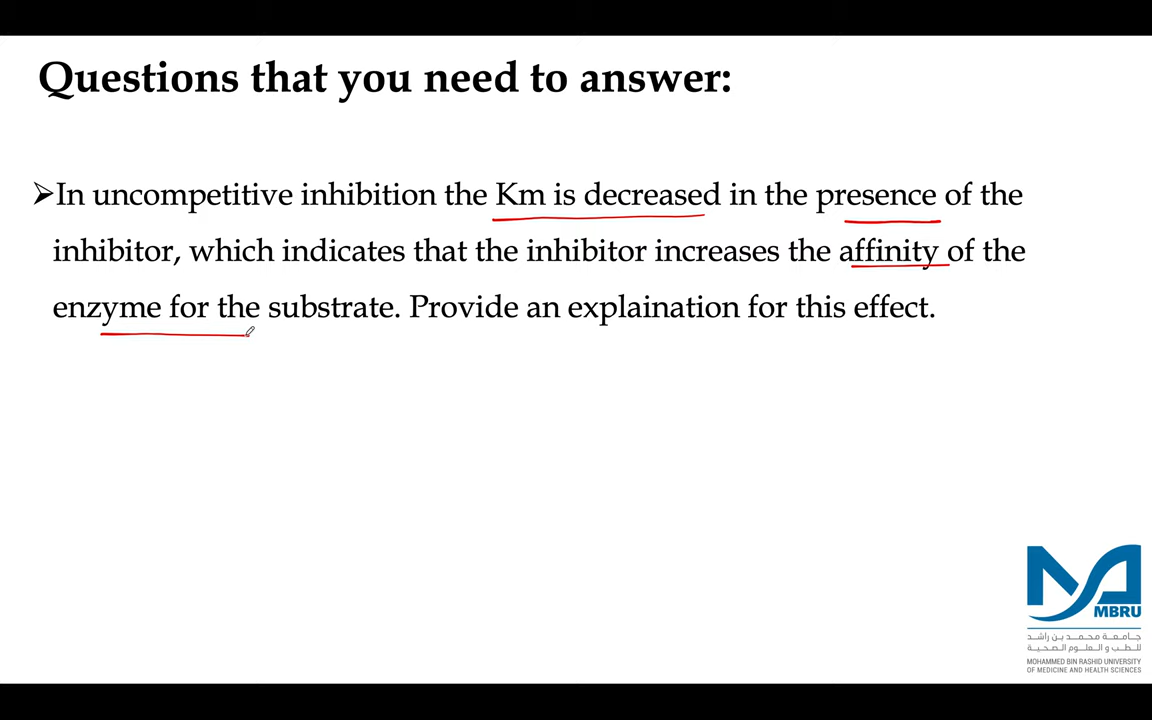 Questions that you need to answer:
➢In uncompetitive inhibition the Km is decreased in the presence of the
inhibitor, which indicates that the inhibitor increases the affinity of the
enzyme for the substrate. Provide an explaination for this effect.
MBRU
جامعة محمد بن راشد
للطب و العلوم الصحية
MOHAMMED BIN RASHID UNIVERSITY
OF MEDICINE AND HEALTH SCIENCES